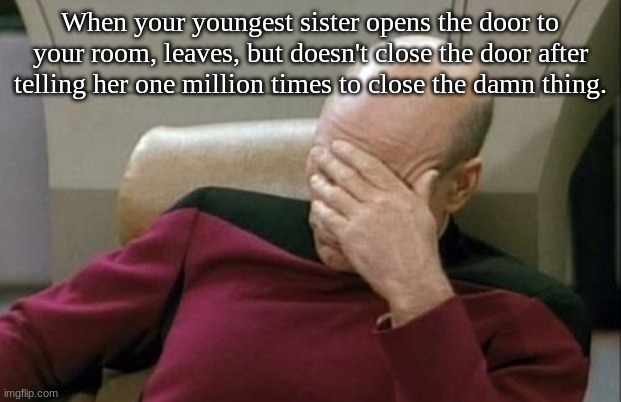 When your youngest sister opens the door to
your room, leaves, but doesn't close the door after
telling her one million times to close the damn thing.
imgflip.com